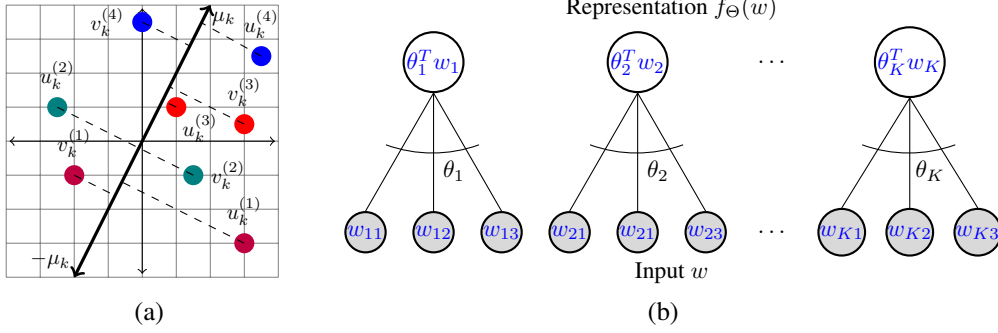 Representation $f_\Theta(w)$
$v_k^{(4)}$ $\mu_k$ $u_k^{(4)}$
$u_k^{(2)}$ $v_k^{(3)}$
$v_k^{(1)}$ $u_k^{(3)}$
$v_k^{(2)}$
$u_k^{(1)}$
$-\mu_k$
(a)
$\theta_1^T w_1$ $\theta_2^T w_2$ ... $\theta_K^T w_K$
$\theta_1$ $\theta_2$ $\theta_K$
$w_{11}$ $w_{12}$ $w_{13}$ $w_{21}$ $w_{21}$ $w_{23}$ ... $w_{K1}$ $w_{K2}$ $w_{K3}$
Input $w$
(b)